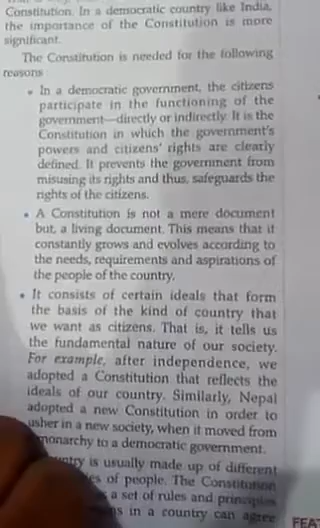 Constitution. In a democratic country like India,
the importance of the Constitution is more
significant.
The Constitution is needed for the following
reasons
• In a democratic government, the citizens
participate in the functioning of the
government—directly or indirectly. It is the
Constitution in which the government's
powers and citizens' rights are clearly
defined. It prevents the government from
misusing its rights and thus, safeguards the
rights of the citizens.
• A Constitution is not a mere document
but, a living document. This means that it
constantly grows and evolves according to
the needs, requirements and aspirations of
the people of the country.
• It consists of certain ideals that form
the basis of the kind of country that
we want as citizens. That is, it tells us
the fundamental nature of our society.
For example, after independence, we
adopted a Constitution that reflects the
ideals of our country. Similarly, Nepal
adopted a new Constitution in order to
usher in a new society, when it moved from
monarchy to a democratic government.
is usually made up of different
of people. The Constitution
a set of rules and principles
in a country can agree
FEAT